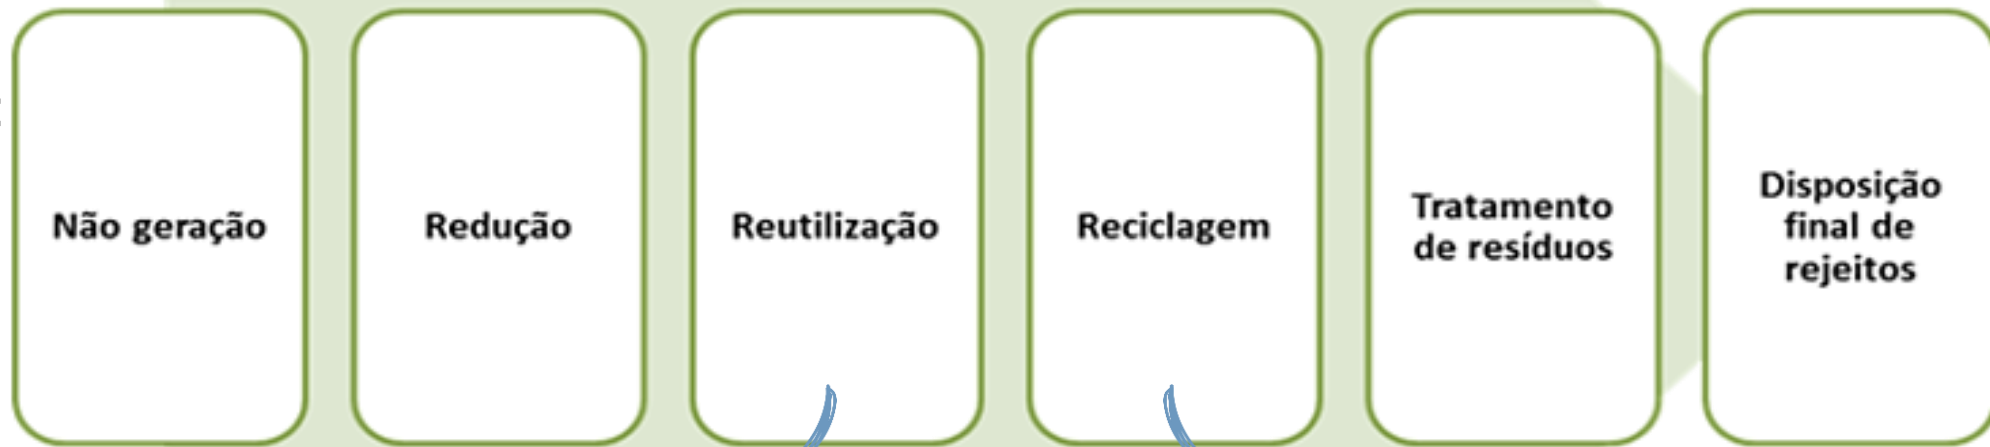 Não geração
Redução
Reutilização
Reciclagem
Tratamento
de resíduos
Disposição
final de
rejeitos